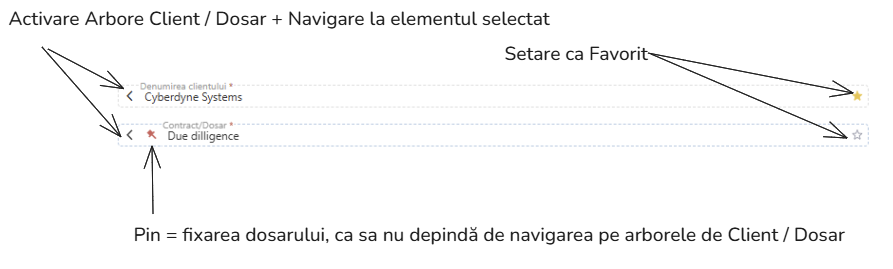 Activare Arbore Client / Dosar + Navigare la elementul selectat
Setare ca Favorit
Denumirea clientului *
Cyberdyne Systems
Contract/Dosar *
Due dilligence
Pin = fixarea dosarului, ca sa nu depindă de navigarea pe arborele de Client / Dosar